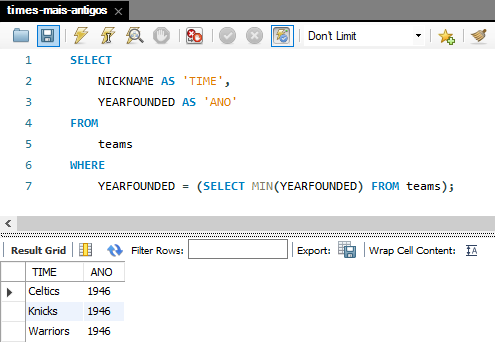 times-mais-antigos ×
Don't Limit
1 SELECT
2 NICKNAME AS 'TIME',
3 YEARFOUNDED AS 'ANO'
4 FROM
5 teams
6 WHERE
7 YEARFOUNDED = (SELECT MIN(YEARFOUNDED) FROM teams);
Result Grid Filter Rows: Export: Wrap Cell Content: IA
TIME ANO
Celtics 1946
Knicks 1946
Warriors 1946